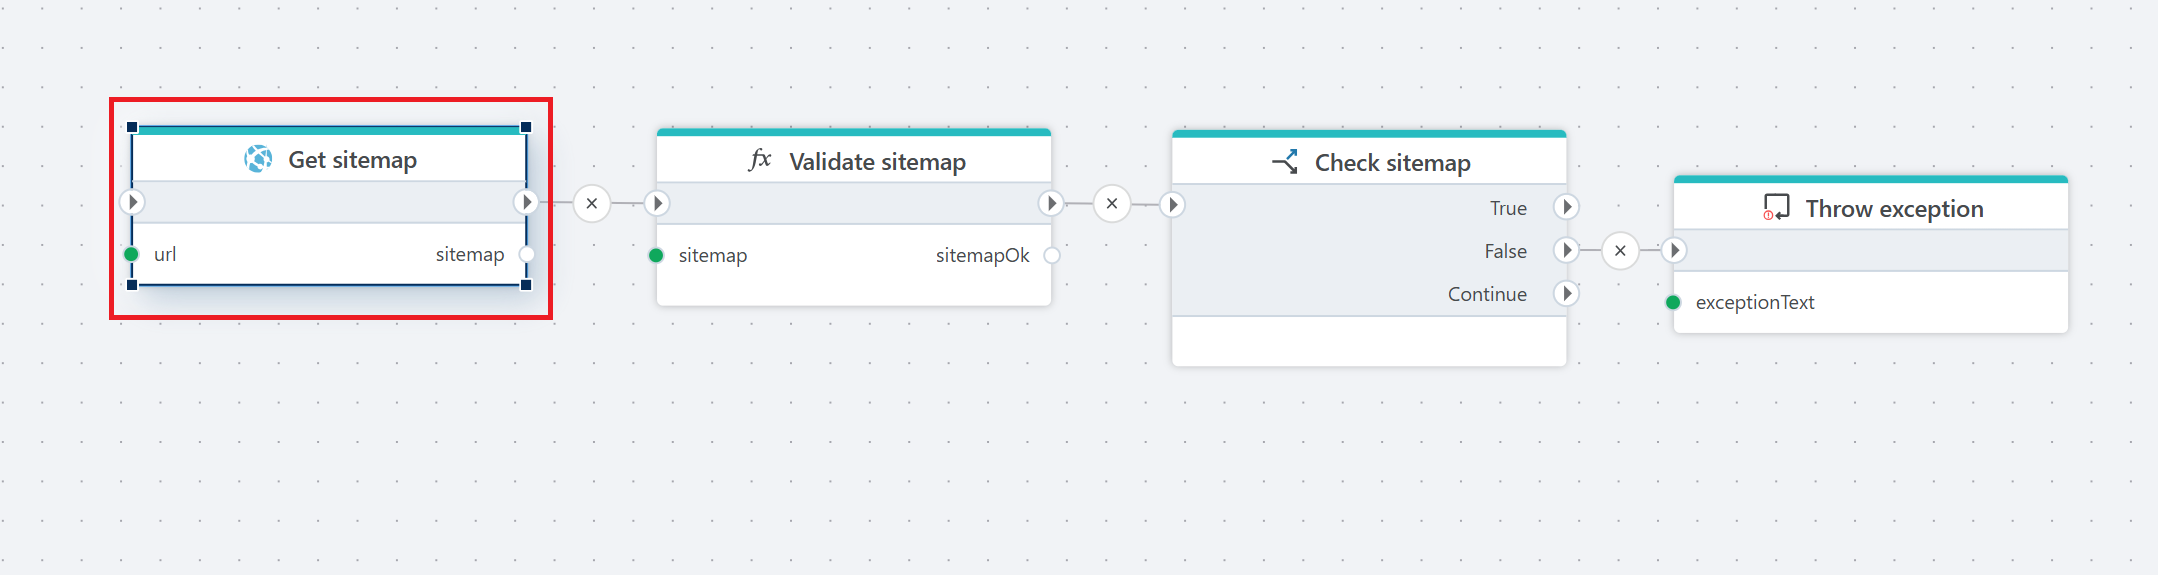 Get sitemap
url
sitemap
fx Validate sitemap
sitemap
sitemapOk
Check sitemap
True
False
Continue
Throw exception
exceptionText